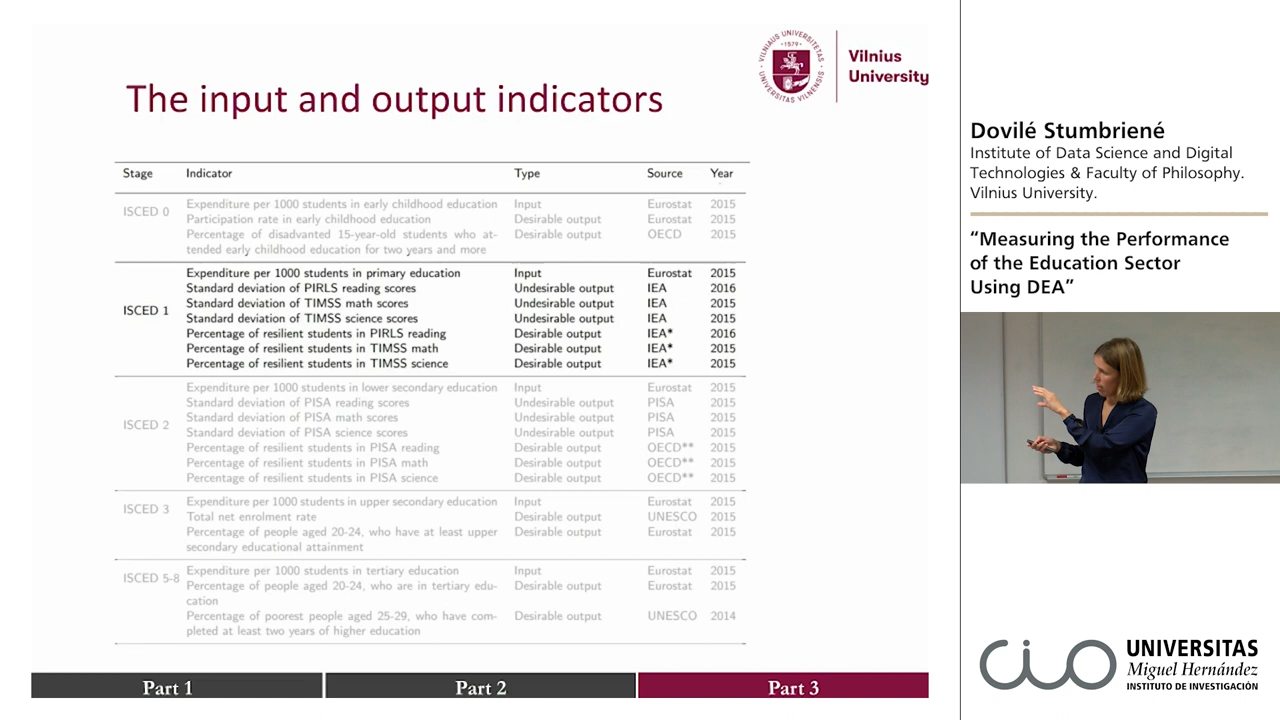 The input and output indicators
VILNIAUS UNIVERSITETAS
1579
UNIVERSITAS VILNENSIS
Vilnius
University
Stage Indicator Type Source Year
ISCED 0
Expenditure per 1000 students in early childhood education Input Eurostat 2015
Participation rate in early childhood education Desirable output Eurostat 2015
Percentage of disadvanted 15-year-old students who at- Desirable output OECD 2015
tended early childhood education for two years and more
ISCED 1
Expenditure per 1000 students in primary education Input Eurostat 2015
Standard deviation of PIRLS reading scores Undesirable output IEA 2016
Standard deviation of TIMSS math scores Undesirable output IEA 2015
Standard deviation of TIMSS science scores Undesirable output IEA 2015
Percentage of resilient students in PIRLS reading Desirable output IEA* 2016
Percentage of resilient students in TIMSS math Desirable output IEA* 2015
Percentage of resilient students in TIMSS science Desirable output IEA* 2015
ISCED 2
Expenditure per 1000 students in lower secondary education Input Eurostat 2015
Standard deviation of PISA reading scores Undesirable output PISA 2015
Standard deviation of PISA math scores Undesirable output PISA 2015
Standard deviation of PISA science scores Undesirable output PISA 2015
Percentage of resilient students in PISA reading Desirable output OECD** 2015
Percentage of resilient students in PISA math Desirable output OECD** 2015
Percentage of resilient students in PISA science Desirable output OECD** 2015
ISCED 3
Expenditure per 1000 students in upper secondary education Input Eurostat 2015
Total net enrolment rate Desirable output UNESCO 2015
Percentage of people aged 20-24, who have at least upper Desirable output Eurostat 2015
secondary educational attainment
ISCED 5-8
Expenditure per 1000 students in tertiary education Input Eurostat 2015
Percentage of people aged 20-24, who are in tertiary edu- Desirable output Eurostat 2015
cation
Percentage of poorest people aged 25-29, who have com- Desirable output UNESCO 2014
pleted at least two years of higher education
Part 1 Part 2 Part 3
Dovilé Stumbriené
Institute of Data Science and Digital
Technologies & Faculty of Philosophy.
Vilnius University.
“Measuring the Performance
of the Education Sector
Using DEA”
CIO
UNIVERSITAS
Miguel Hernández
INSTITUTO DE INVESTIGACIÓN